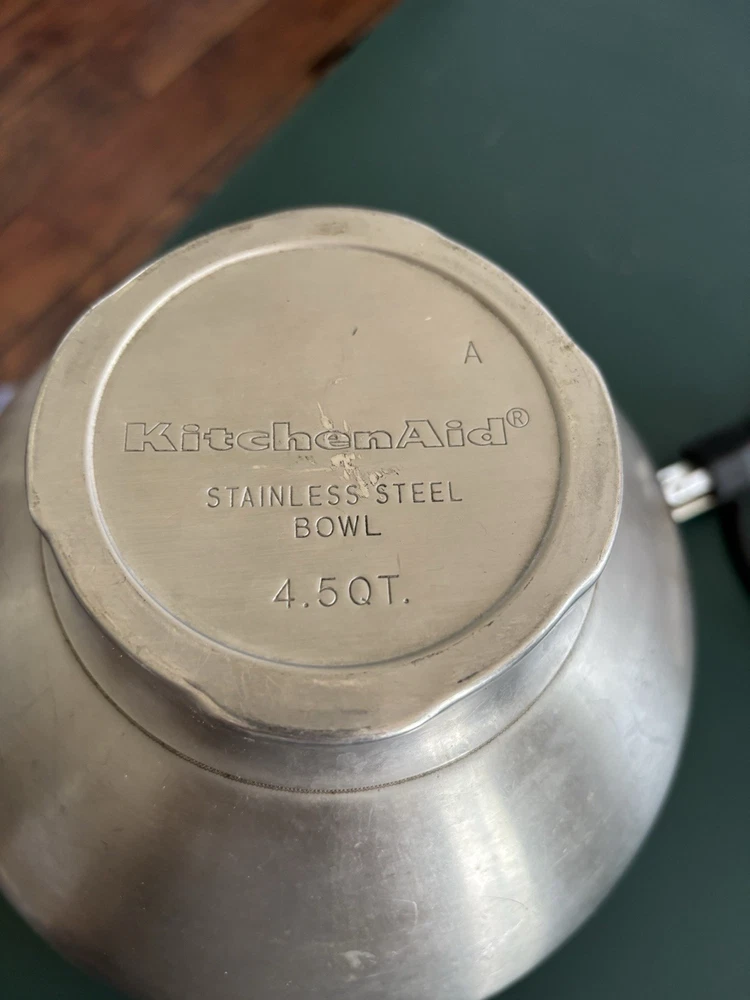 A
KitchenAid®
STAINLESS STEEL
BOWL
4.5QT.